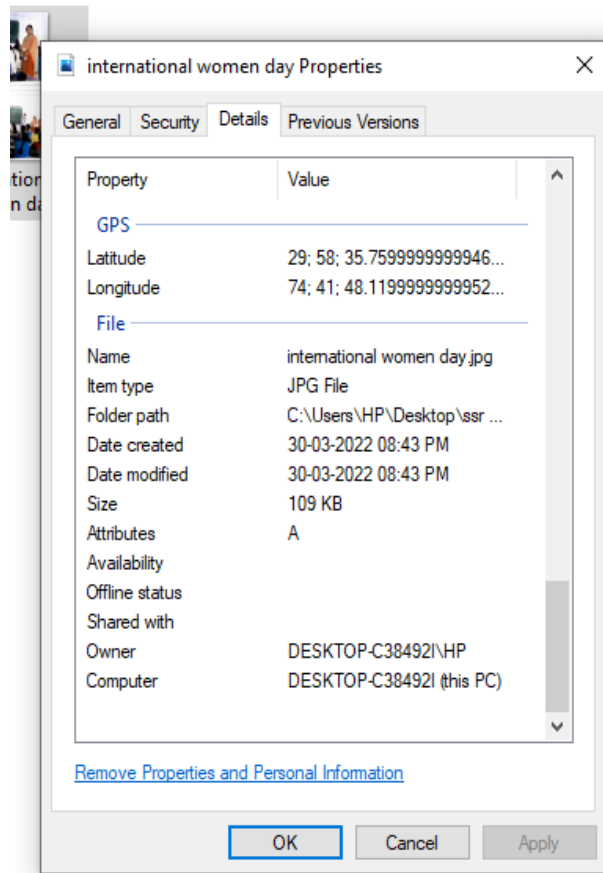 international women day Properties
General Security Details Previous Versions
Property Value
GPS
Latitude 29; 58; 35.7599999999946...
Longitude 74; 41; 48.1199999999952...
File
Name international women day.jpg
Item type JPG File
Folder path C:\Users\HP\Desktop\ssr ...
Date created 30-03-2022 08:43 PM
Date modified 30-03-2022 08:43 PM
Size 109 KB
Attributes A
Availability
Offline status
Shared with
Owner DESKTOP-C38492I\HP
Computer DESKTOP-C38492I (this PC)
Remove Properties and Personal Information
OK Cancel Apply